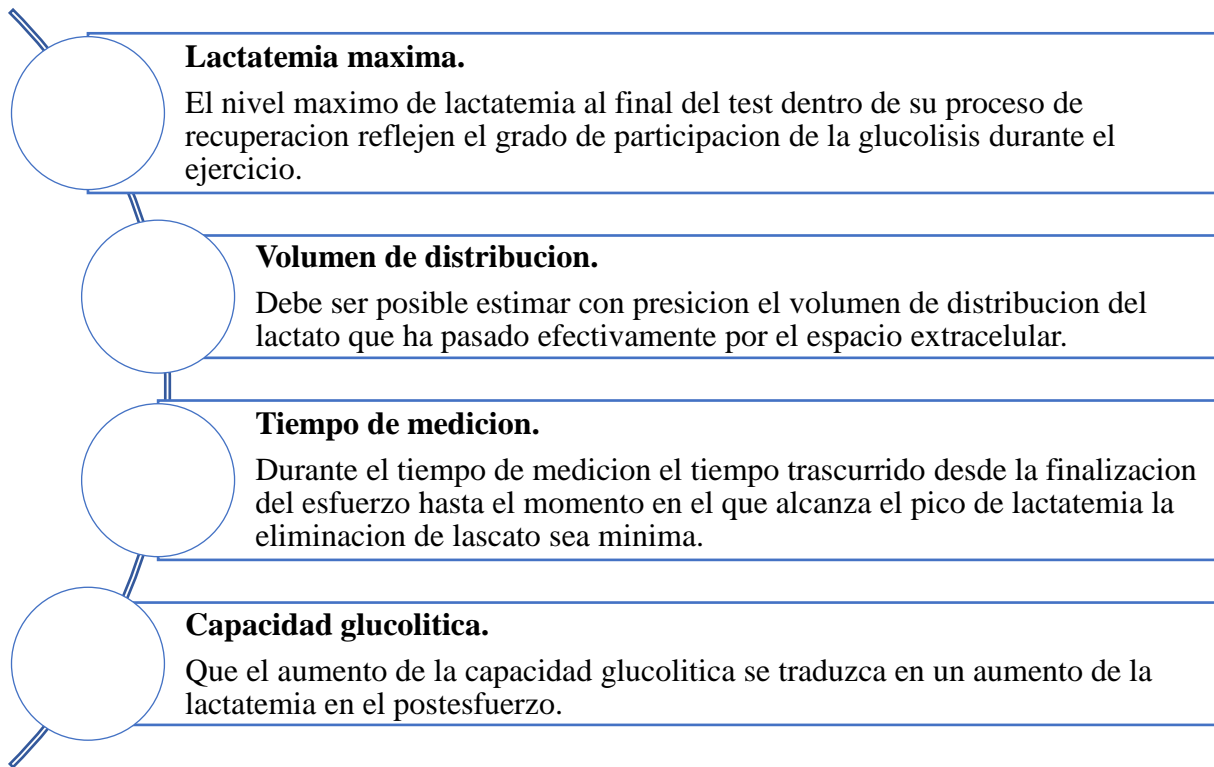 Lactatemia maxima.
El nivel maximo de lactatemia al final del test dentro de su proceso de
recuperacion reflejen el grado de participacion de la glucolisis durante el
ejercicio.
Volumen de distribucion.
Debe ser posible estimar con presicion el volumen de distribucion del
lactato que ha pasado efectivamente por el espacio extracelular.
Tiempo de medicion.
Durante el tiempo de medicion el tiempo trascurrido desde la finalizacion
del esfuerzo hasta el momento en el que alcanza el pico de lactatemia la
eliminacion de lascato sea minima.
Capacidad glucolitica.
Que el aumento de la capacidad glucolitica se traduzca en un aumento de la
lactatemia en el postesfuerzo.